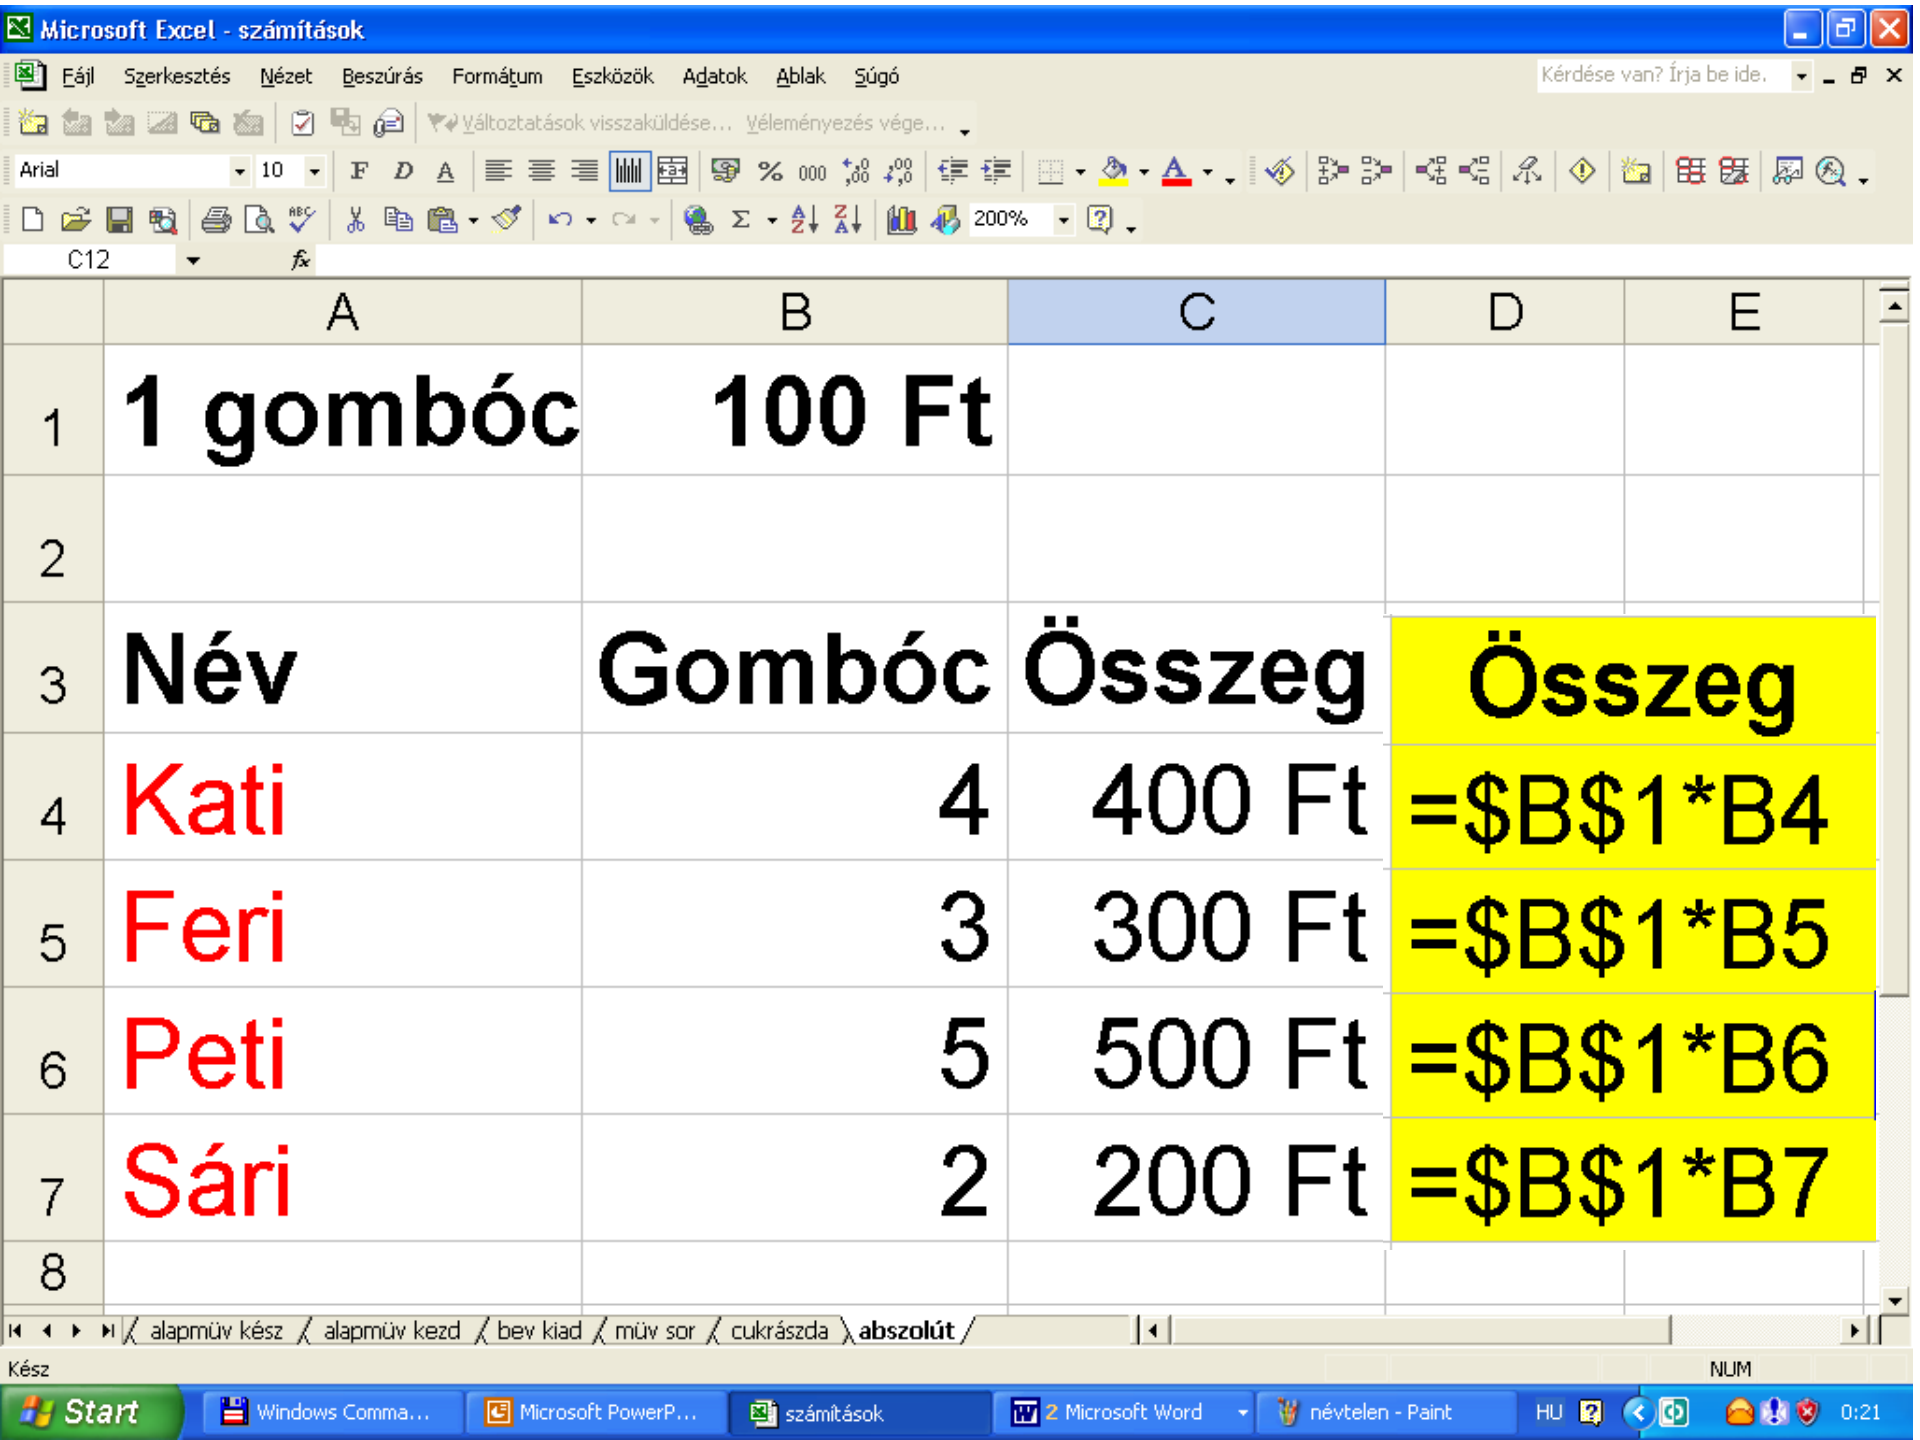 Microsoft Excel - számítások
Fájl Szerkesztés Nézet Beszúrás Formátum Eszközök Adatok Ablak Súgó Kérdése van? Írja be ide.
Változtatások visszaküldése... Véleményezés vége...
Arial 10 F D A % 000
200%
C12 fx
A B C D E
1 1 gombóc 100 Ft
2
3 Név Gombóc Összeg Összeg
4 Kati 4 400 Ft =$B$1*B4
5 Feri 3 300 Ft =$B$1*B5
6 Peti 5 500 Ft =$B$1*B6
7 Sári 2 200 Ft =$B$1*B7
8
alapmüv kész alapmüv kezd bev kiad müv sor cukrászda abszolút
Kész NUM
Start Windows Comma... Microsoft PowerP... számítások 2 Microsoft Word névtelen - Paint HU 0:21